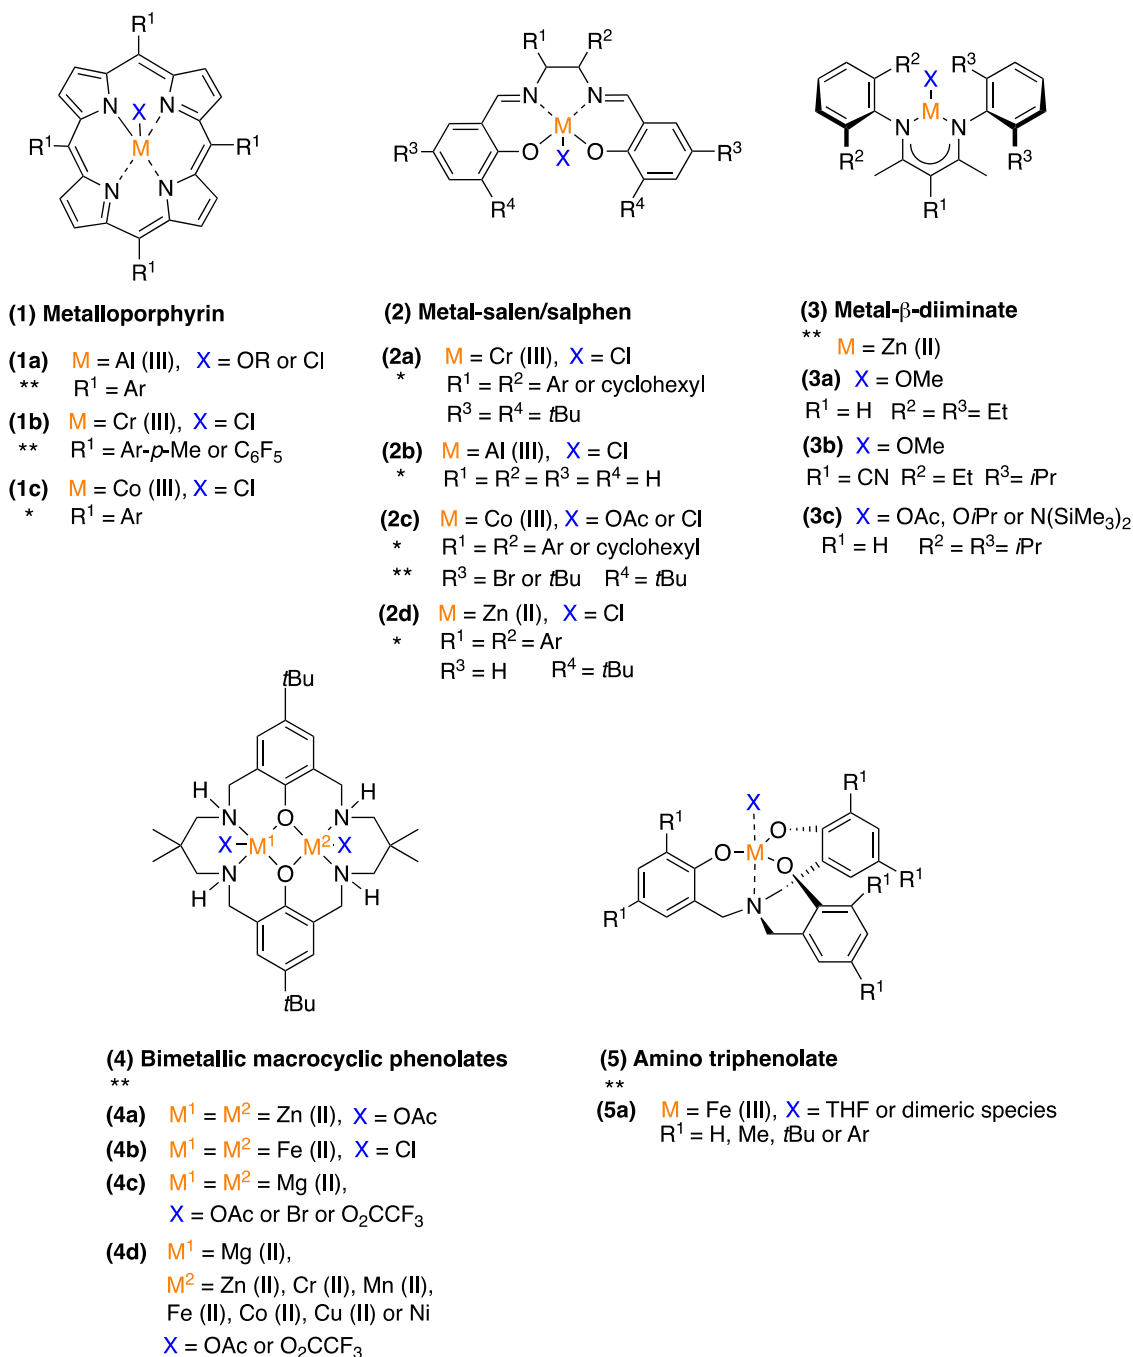 R¹
X
N N
R¹ M R¹
N N
R¹
(1) Metalloporphyrin
(1a) M = Al (III), X = OR or Cl
** R¹ = Ar
(1b) M = Cr (III), X = Cl
** R¹ = Ar-p-Me or C₆F₅
(1c) M = Co (III), X = Cl
* R¹ = Ar
R¹ R²
N N
M
R³ O X O R³
R⁴ R⁴
(2) Metal-salen/salphen
(2a) M = Cr (III), X = Cl
* R¹ = R² = Ar or cyclohexyl
R³ = R⁴ = tBu
(2b) M = Al (III), X = Cl
* R¹ = R² = R³ = R⁴ = H
(2c) M = Co (III), X = OAc or Cl
* R¹ = R² = Ar or cyclohexyl
** R³ = Br or tBu R⁴ = tBu
(2d) M = Zn (II), X = Cl
* R¹ = R² = Ar
R³ = H R⁴ = tBu
R² X R³
M
N N
R² R³
R¹
(3) Metal-β-diiminate
** M = Zn (II)
(3a) X = OMe
R¹ = H R² = R³= Et
(3b) X = OMe
R¹ = CN R² = Et R³= iPr
(3c) X = OAc, OiPr or N(SiMe₃)₂
R¹ = H R² = R³= iPr
tBu
H H
N O N
X M¹ M² X
N O N
H H
tBu
(4) Bimetallic macrocyclic phenolates
**
(4a) M¹ = M² = Zn (II), X = OAc
(4b) M¹ = M² = Fe (II), X = Cl
(4c) M¹ = M² = Mg (II),
X = OAc or Br or O₂CCF₃
(4d) M¹ = Mg (II),
M² = Zn (II), Cr (II), Mn (II),
Fe (II), Co (II), Cu (II) or Ni
X = OAc or O₂CCF₃
R¹
X
R¹ O
O M O
R¹ R¹
R¹ N
R¹
(5) Amino triphenolate
**
(5a) M = Fe (III), X = THF or dimeric species
R¹ = H, Me, tBu or Ar